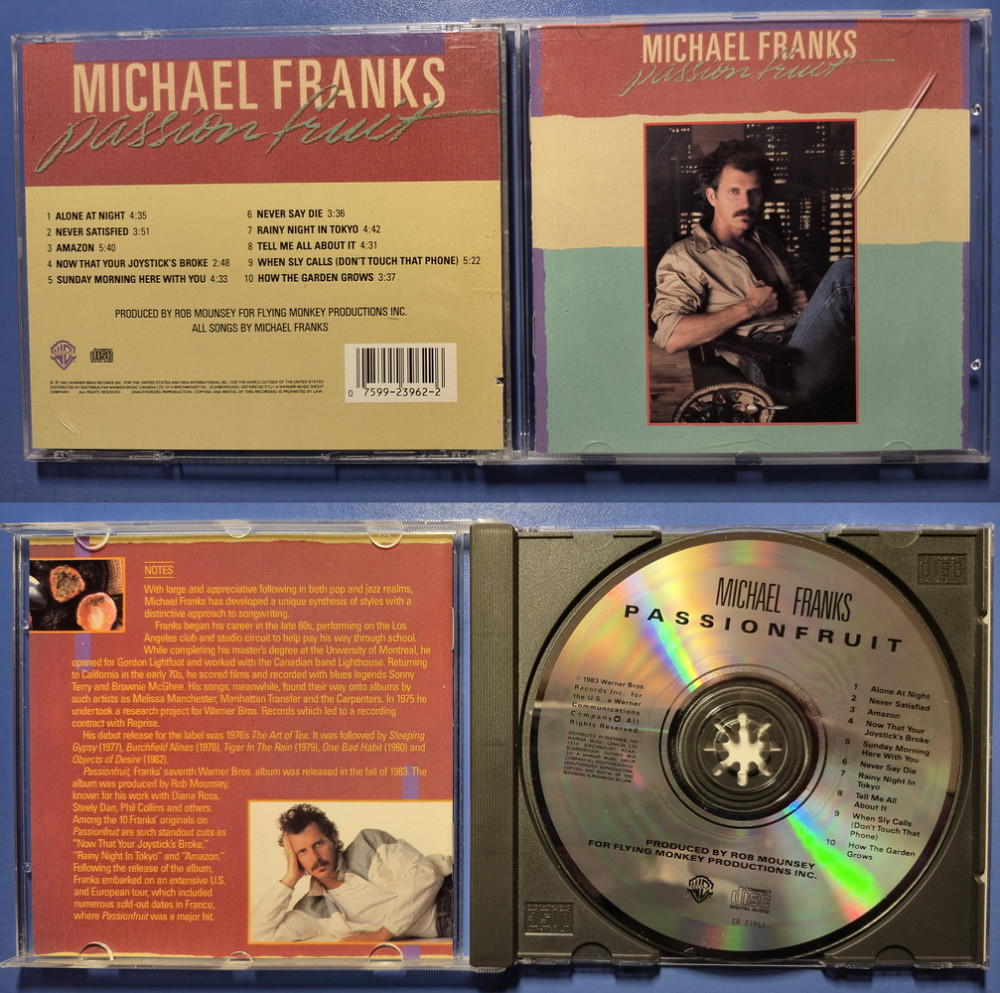 MICHAEL FRANKS
passion fruit
1 ALONE AT NIGHT 4:35
2 NEVER SATISFIED 3:51
3 AMAZON 5:40
4 NOW THAT YOUR JOYSTICK'S BROKE 2:48
5 SUNDAY MORNING HERE WITH YOU 4:33
6 NEVER SAY DIE 3:36
7 RAINY NIGHT IN TOKYO 4:42
8 TELL ME ALL ABOUT IT 4:31
9 WHEN SLY CALLS (DON'T TOUCH THAT PHONE) 5:22
10 HOW THE GARDEN GROWS 3:37
PRODUCED BY ROB MOUNSEY FOR FLYING MONKEY PRODUCTIONS INC.
ALL SONGS BY MICHAEL FRANKS
disc
0 7599-23962-2
MICHAEL FRANKS
passion fruit
NOTES
With large and appreciative following in both pop and jazz realms,
Michael Franks has developed a unique synthesis of styles with a
distinctive approach to songwriting.
Franks began his career in the late 60s, performing on the Los
Angeles club and studio circuit to help pay his way through school.
While completing his master's degree at the University of Montreal, he
opened for Gordon Lightfoot and worked with the Canadian band Lighthouse. Returning
to California in the early 70s, he scored films and recorded with blues legends Sonny
Terry and Brownie McGhee. His songs, meanwhile, found their way onto albums by
such artists as Melissa Manchester, Manhattan Transfer and the Carpenters. In 1975 he
undertook a research project for Warner Bros. Records which led to a recording
contract with Reprise.
His debut release for the label was 1976's The Art of Tea. It was followed by Sleeping
Gypsy (1977), Burchfield Nines (1978), Tiger In The Rain (1979), One Bad Habit (1980) and
Objects of Desire (1982).
Passionfruit, Franks' seventh Warner Bros. album was released in the fall of 1983. The
album was produced by Rob Mounsey,
known for his work with Diana Ross,
Steely Dan, Phil Collins and others.
Among the 10 Franks' originals on
Passionfruit are such standout cuts as
"Now That Your Joystick's Broke,"
"Rainy Night In Tokyo" and "Amazon."
Following the release of the album,
Franks embarked on an extensive U.S.
and European tour, which included
numerous sold-out dates in France,
where Passionfruit was a major hit.
disc
MICHAEL FRANKS
PASSIONFRUIT
℗ 1983 Warner Bros.
Records Inc. for
the U.S., a Warner
Communications
Company All
Rights Reserved.
1 Alone At Night
2 Never Satisfied
3 Amazon
4 Now That Your
Joystick's Broke
5 Sunday Morning
Here With You
6 Never Say Die
7 Rainy Night In
Tokyo
8 Tell Me All
About It
9 When Sly Calls
(Don't Touch That
Phone)
10 How The Garden
Grows
PRODUCED BY ROB MOUNSEY
FOR FLYING MONKEY PRODUCTIONS INC.
COMPACT
disc
DIGITAL AUDIO
CD 23962